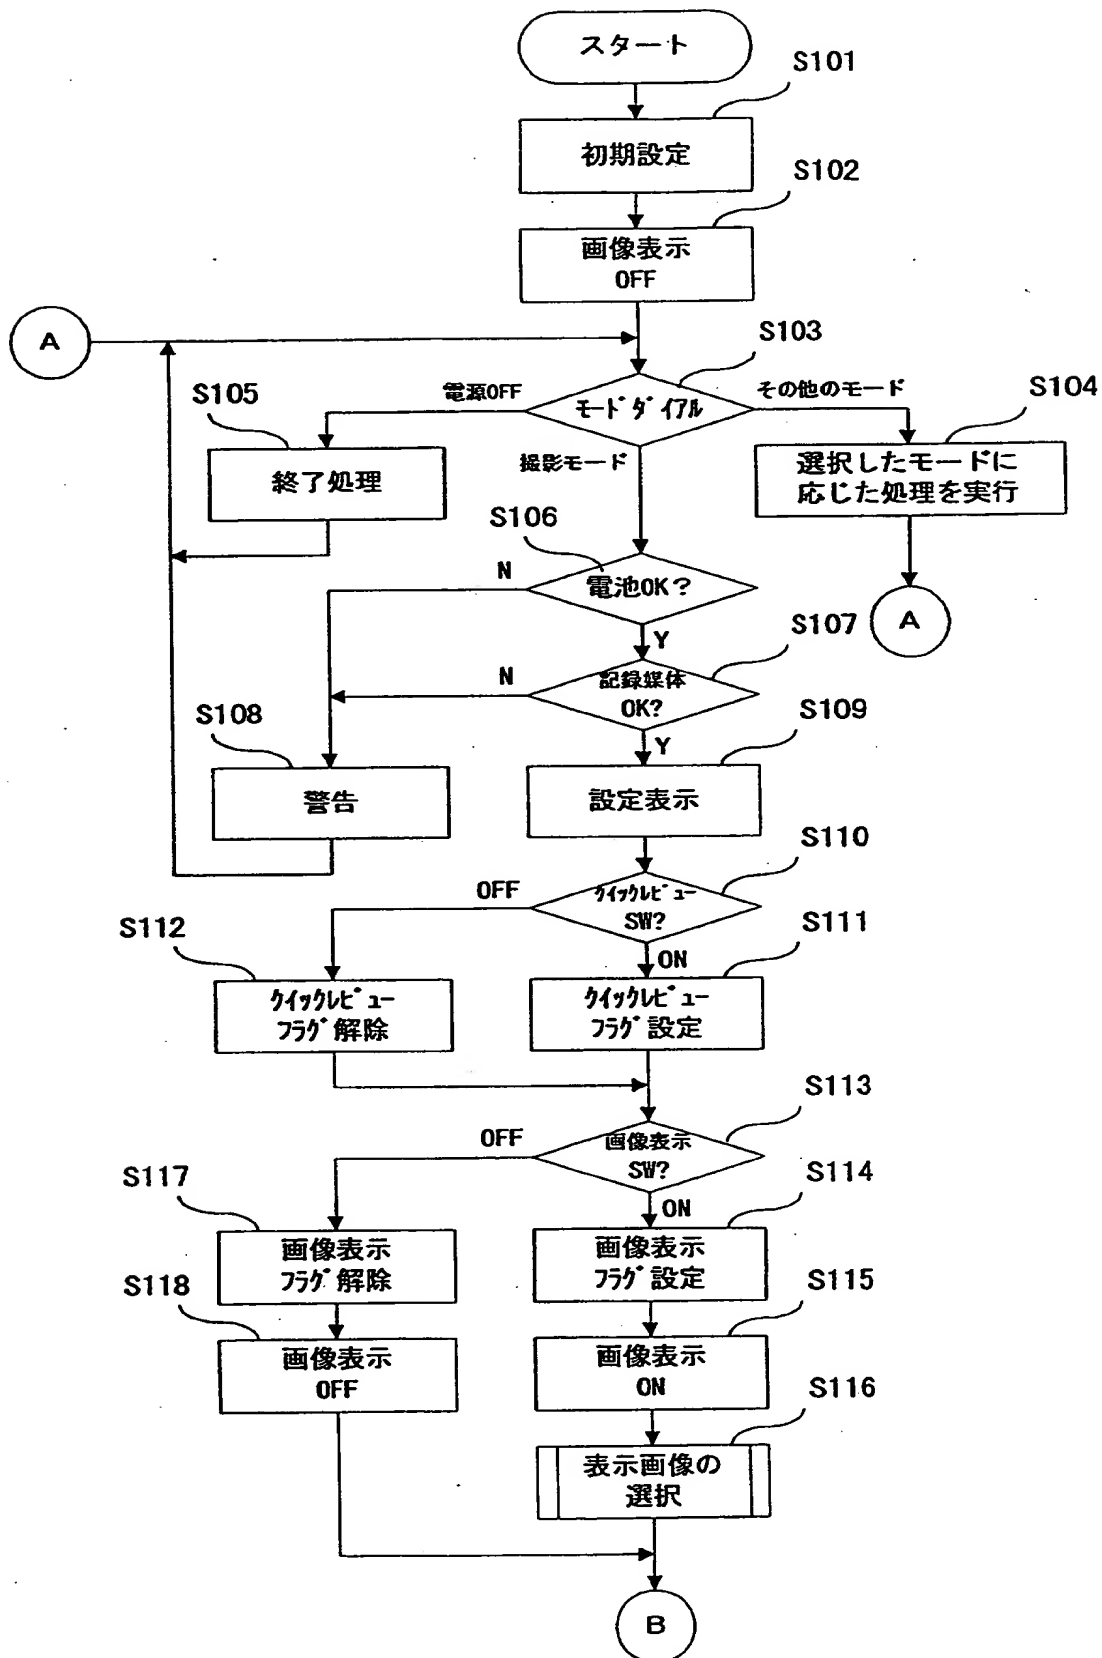 スタート
S101
初期設定
S102
画像表示
OFF
A
S103
モードダイアル
電源OFF
その他のモード
撮影モード
S105
終了処理
S104
選択したモードに
応じた処理を実行
A
S106
電池OK?
N
Y
S107
記録媒体
OK?
N
Y
S108
警告
S109
設定表示
S110
クイックレビュー
SW?
OFF
ON
S112
クイックレビュー
フラグ解除
S111
クイックレビュー
フラグ設定
S113
画像表示
SW?
OFF
ON
S117
画像表示
フラグ解除
S114
画像表示
フラグ設定
S118
画像表示
OFF
S115
画像表示
ON
S116
表示画像の
選択
B